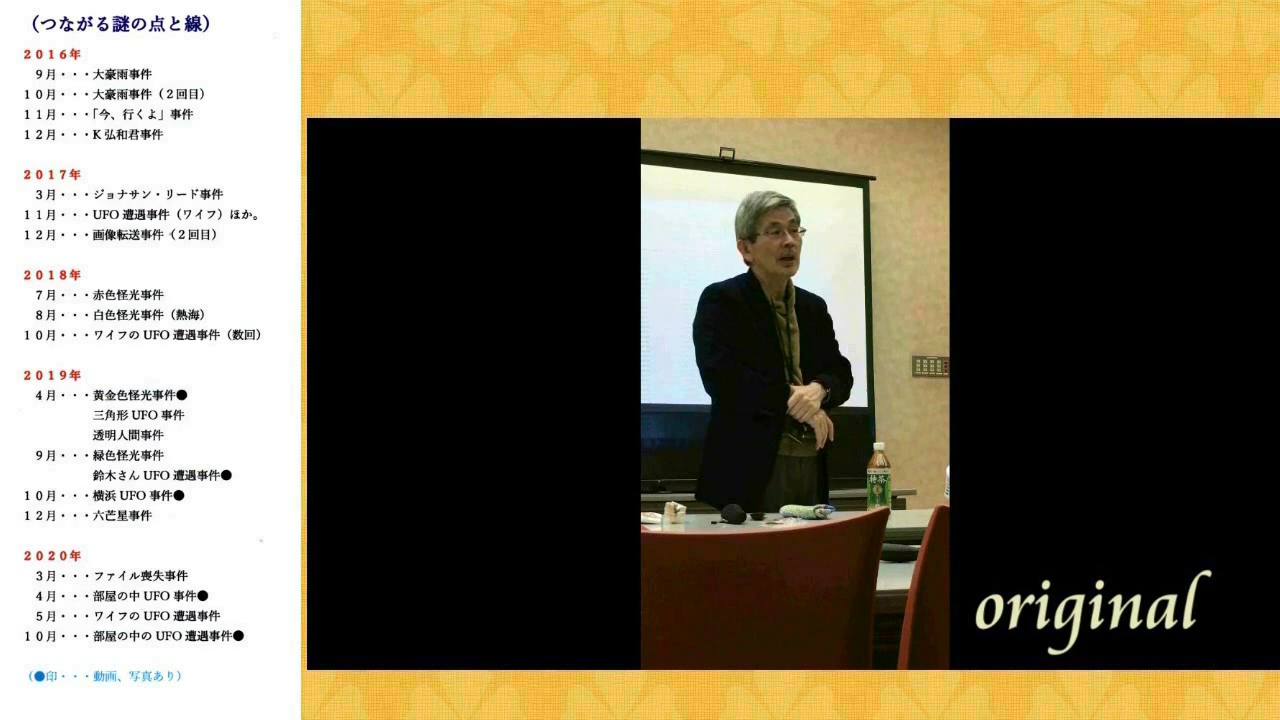 （つながる謎の点と線）
２０１６年
９月・・・大豪雨事件
１０月・・・大豪雨事件（２回目）
１１月・・・「今、行くよ」事件
１２月・・・K 弘和君事件
２０１７年
３月・・・ジョナサン・リード事件
１１月・・・UFO 遭遇事件（ワイフ）ほか。
１２月・・・画像転送事件（２回目）
２０１８年
７月・・・赤色怪光事件
８月・・・白色怪光事件（熱海）
１０月・・・ワイフの UFO 遭遇事件（数回）
２０１９年
４月・・・黄金色怪光事件●
三角形 UFO 事件
透明人間事件
９月・・・緑色怪光事件
鈴木さん UFO 遭遇事件●
１０月・・・横浜 UFO 事件●
１２月・・・六芒星事件
２０２０年
３月・・・ファイル喪失事件
４月・・・部屋の中 UFO 事件●
５月・・・ワイフの UFO 遭遇事件
１０月・・・部屋の中の UFO 遭遇事件●
（●印・・・動画、写真あり）
特茶
original